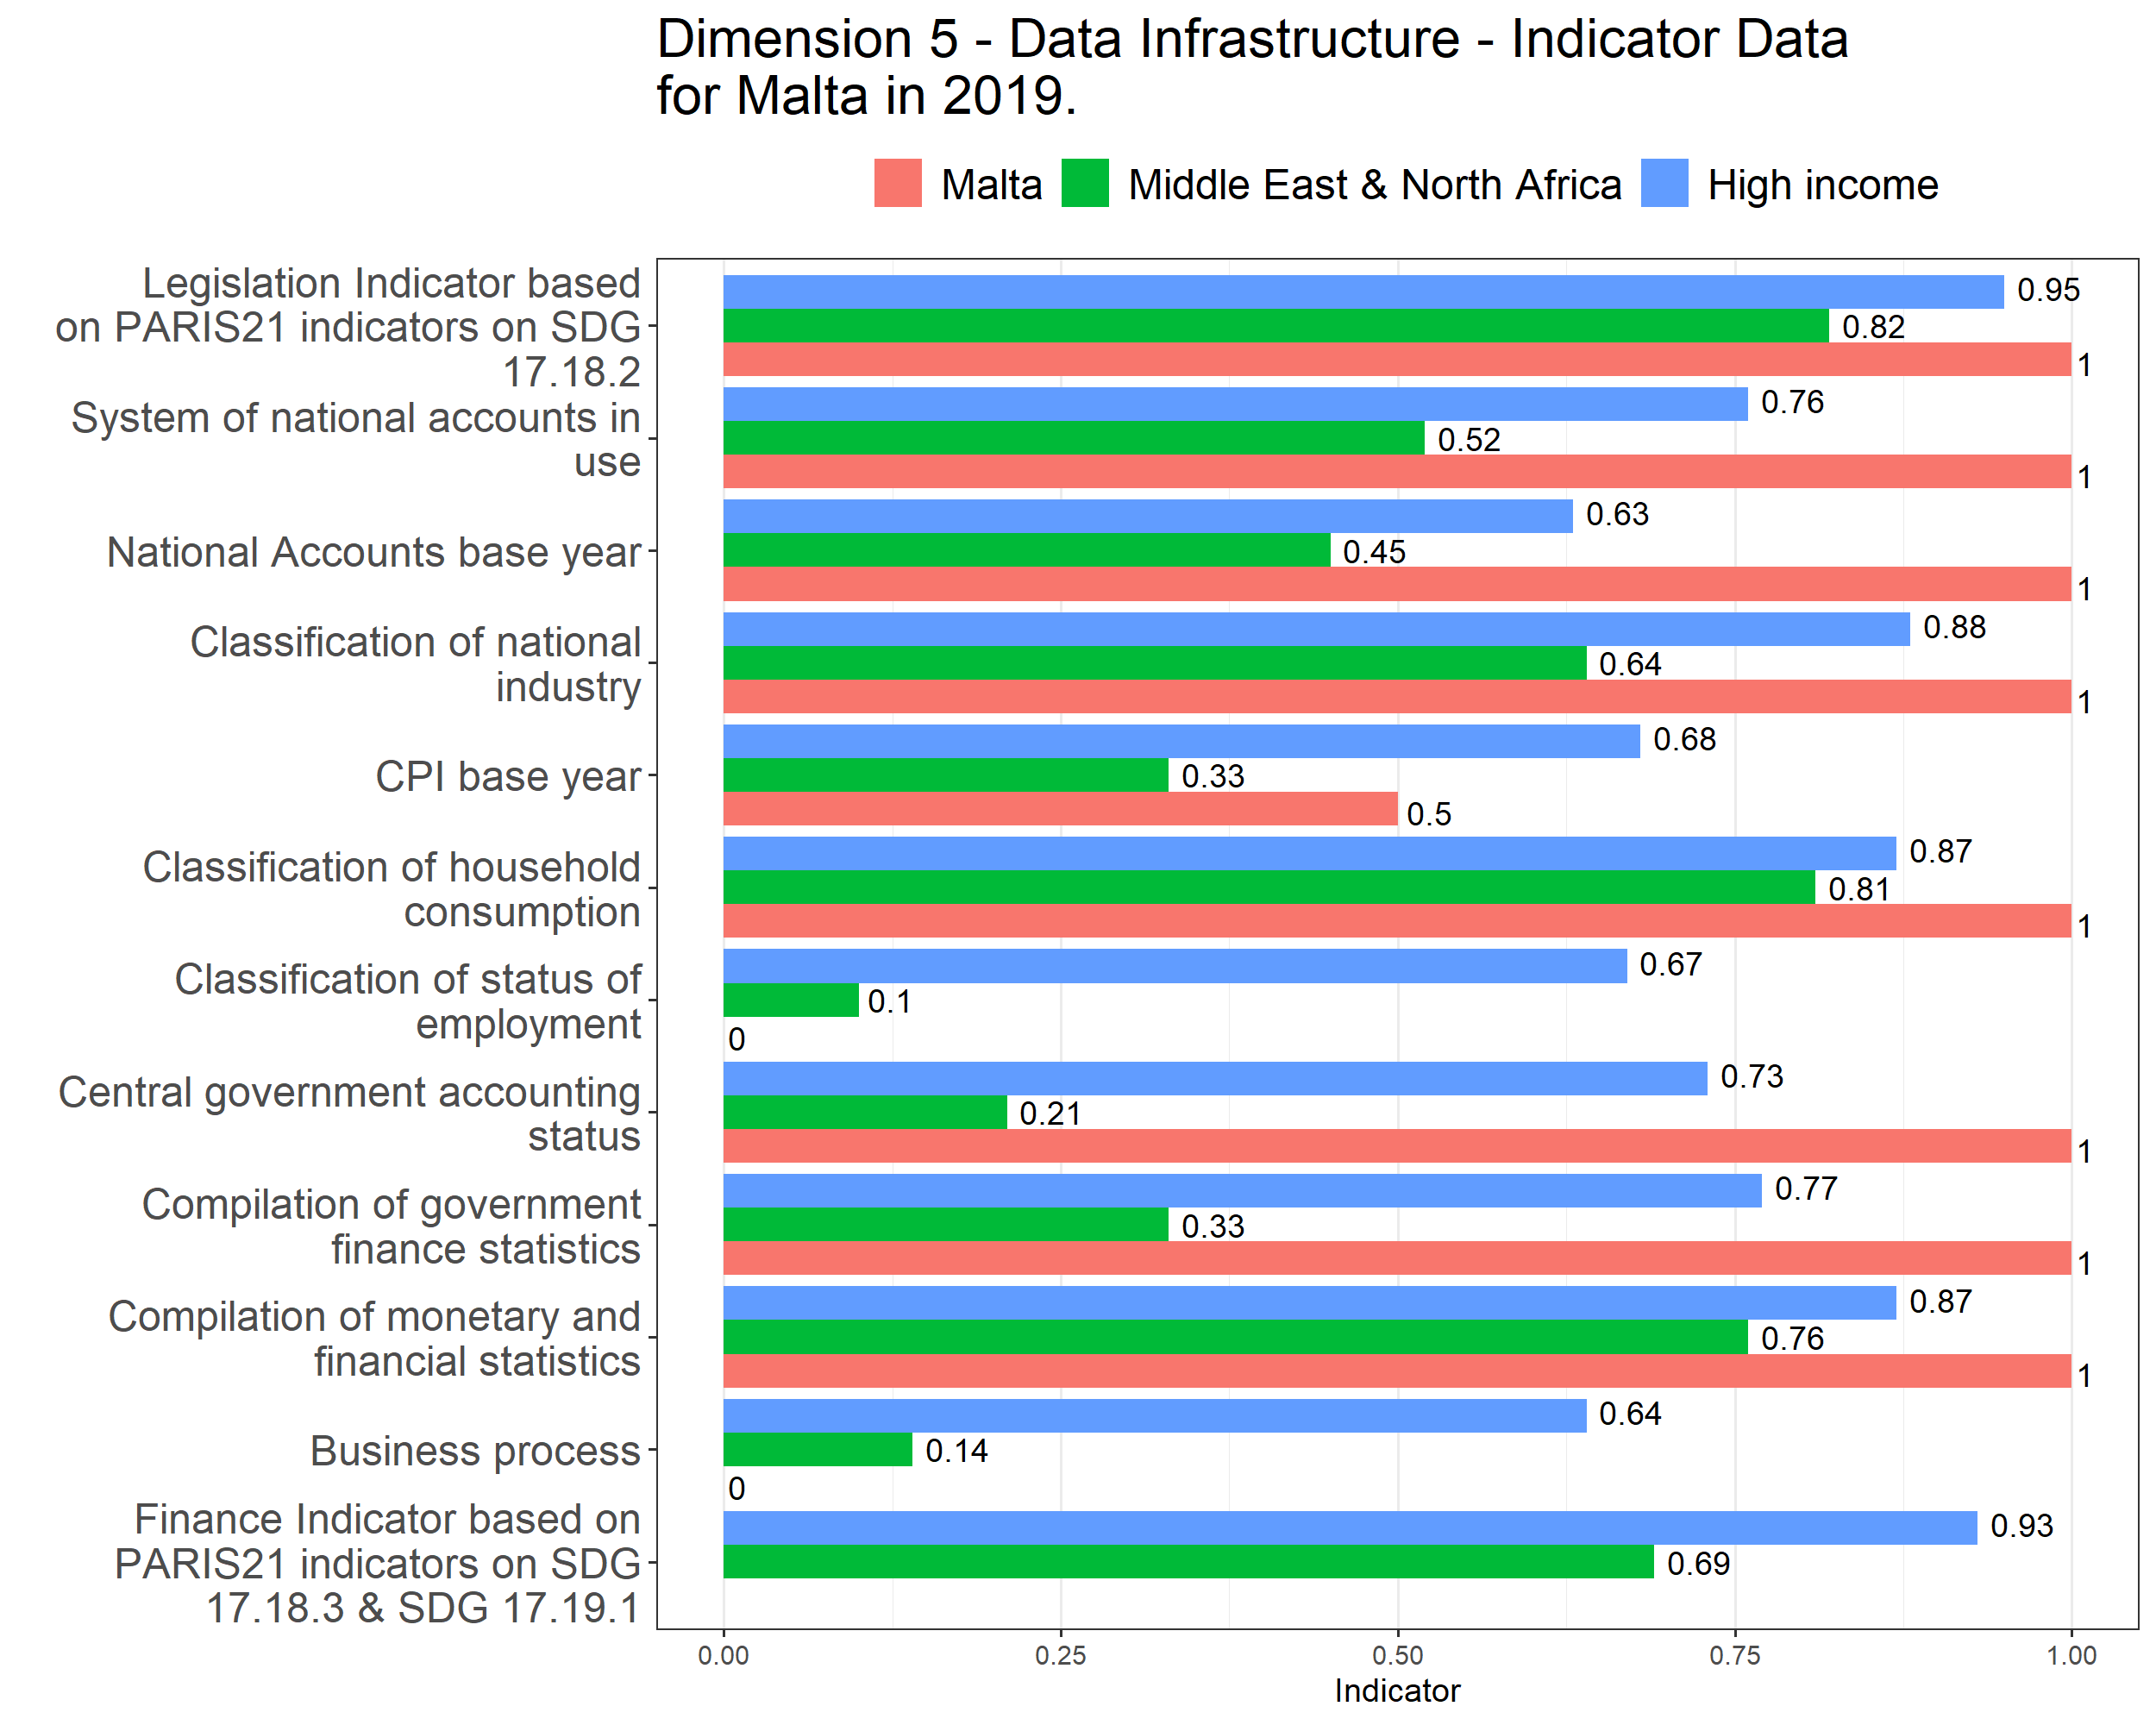 Dimension 5 - Data Infrastructure - Indicator Data
for Malta in 2019.
Malta
Middle East & North Africa
High income
Legislation Indicator based
on PARIS21 indicators on SDG
17.18.2
0.95
0.82
1
System of national accounts in
use
0.76
0.52
1
National Accounts base year
0.63
0.45
1
Classification of national
industry
0.88
0.64
1
CPI base year
0.68
0.33
0.5
Classification of household
consumption
0.87
0.81
1
Classification of status of
employment
0.67
0.1
0
Central government accounting
status
0.73
0.21
1
Compilation of government
finance statistics
0.77
0.33
1
Compilation of monetary and
financial statistics
0.87
0.76
1
Business process
0.64
0.14
0
Finance Indicator based on
PARIS21 indicators on SDG
17.18.3 & SDG 17.19.1
0.93
0.69
0.00
0.25
0.50
0.75
1.00
Indicator